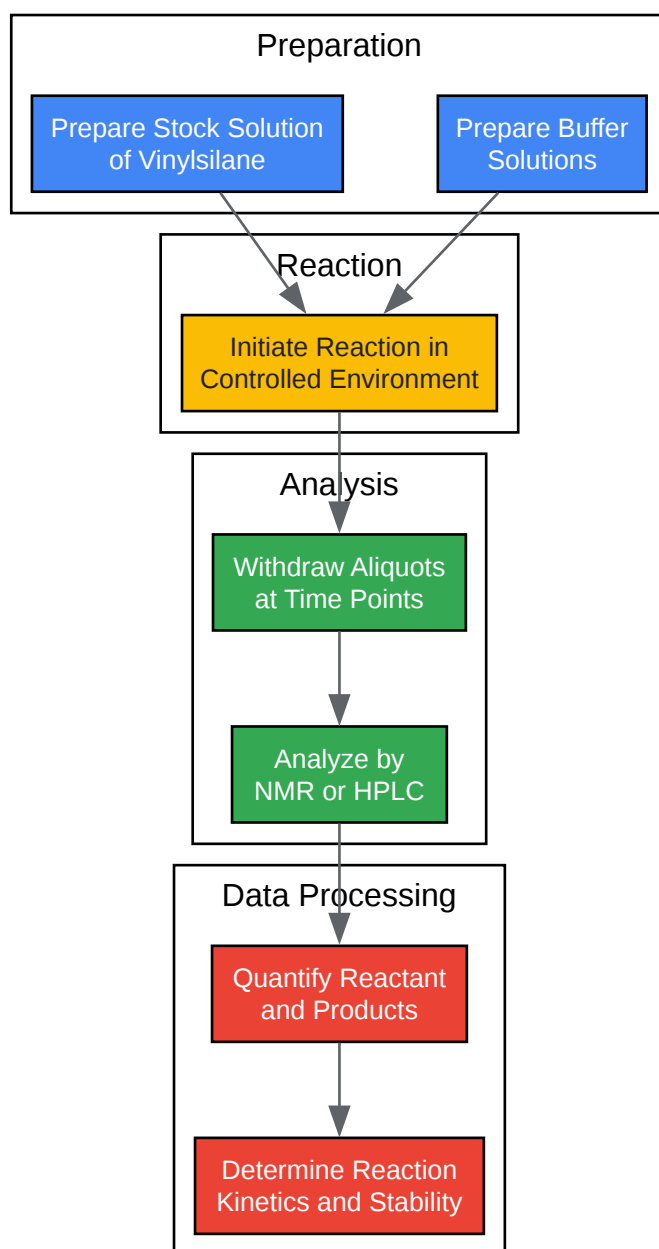 Preparation
Prepare Stock Solution
of Vinylsilane
Prepare Buffer
Solutions
Reaction
Initiate Reaction in
Controlled Environment
Analysis
Withdraw Aliquots
at Time Points
Analyze by
NMR or HPLC
Data Processing
Quantify Reactant
and Products
Determine Reaction
Kinetics and Stability